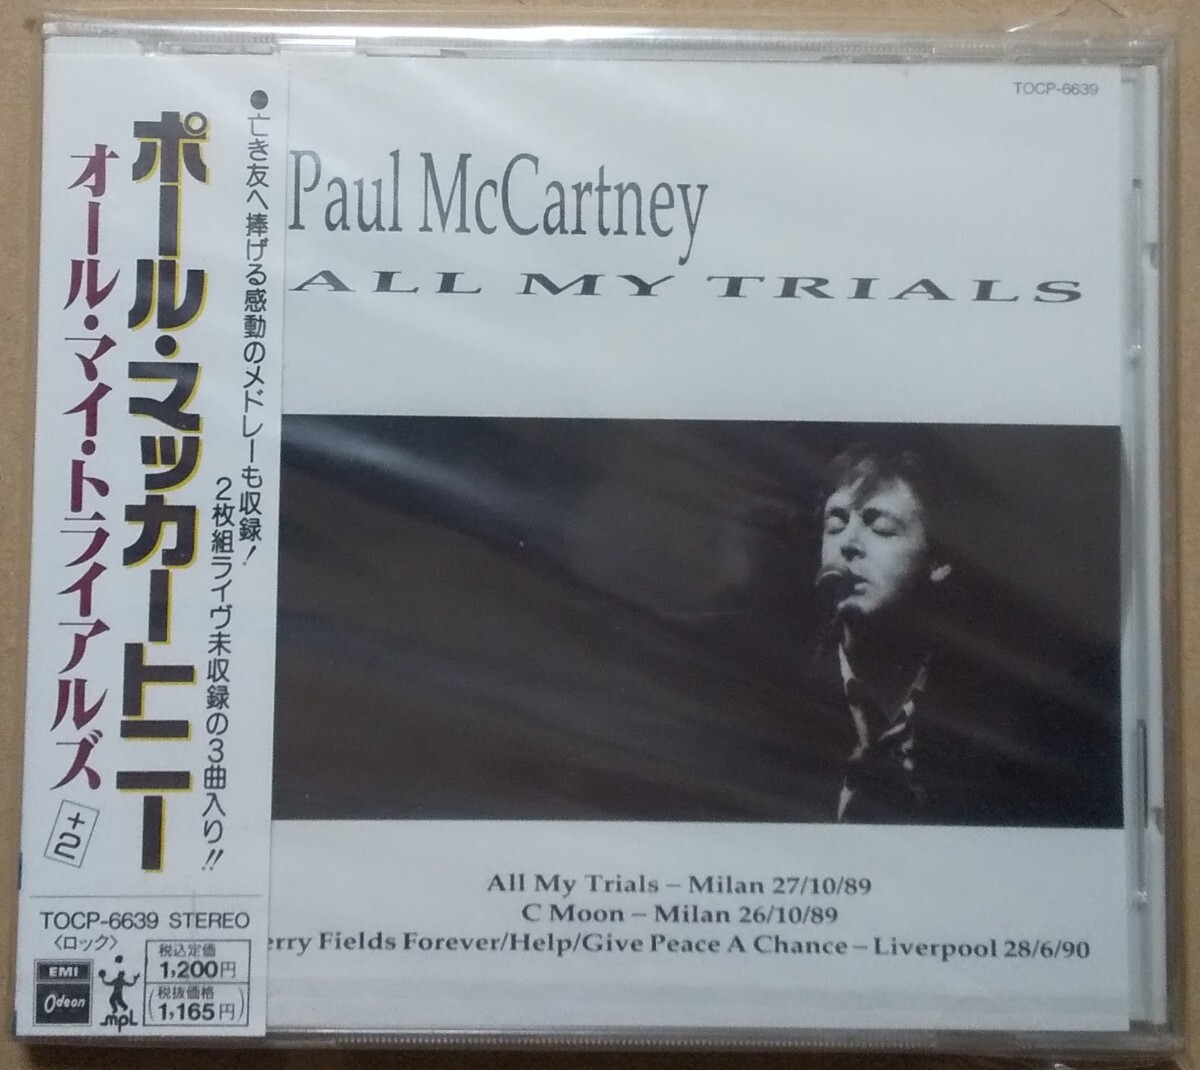 ●亡き友へ捧げる感動のメドレーも収録!
2枚組ライヴ未収録の3曲入り!!
ポール・マッカートニー
オール・マイ・トライアルズ
+2
TOCP-6639 STEREO
〈ロック〉
EMI
Odeon
MPL
税込定価
1,200円
(税抜価格
1,165円)
TOCP-6639
Paul McCartney
ALL MY TRIALS
All My Trials – Milan 27/10/89
C Moon – Milan 26/10/89
erry Fields Forever/Help/Give Peace A Chance – Liverpool 28/6/90